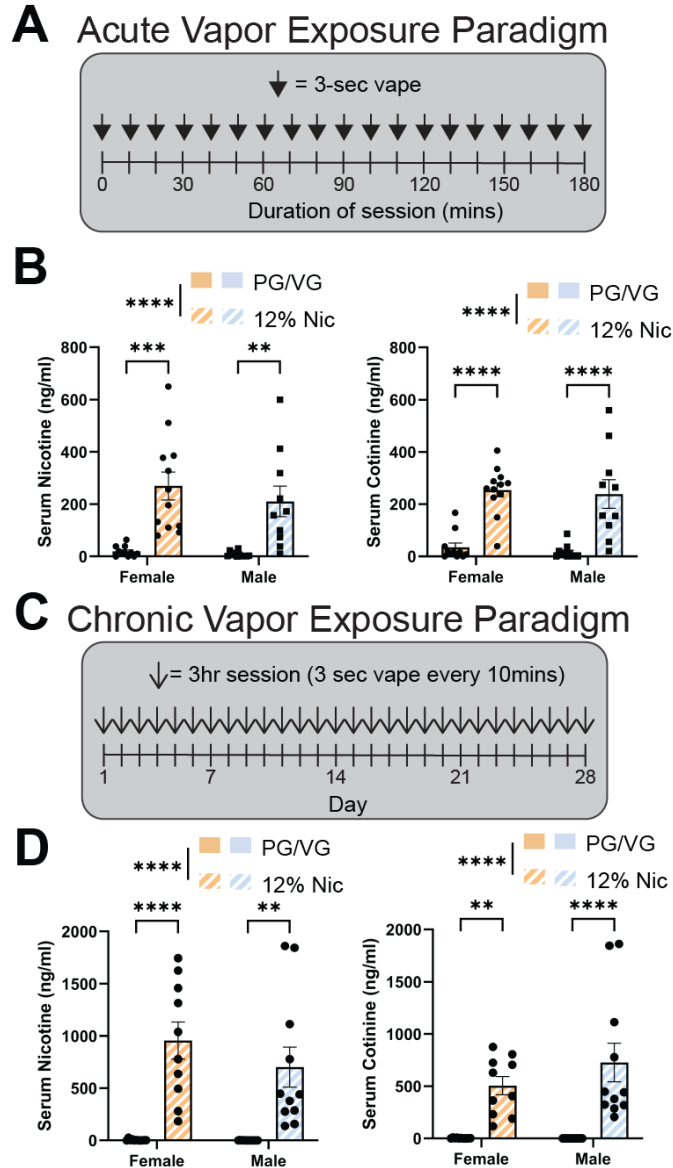 A Acute Vapor Exposure Paradigm
= 3-sec vape
0 30 60 90 120 150 180
Duration of session (mins)
B
PG/VG
****
12% Nic
*** **
Serum Nicotine (ng/ml)
800
600
400
200
0
Female Male
PG/VG
****
12% Nic
**** ****
Serum Cotinine (ng/ml)
800
600
400
200
0
Female Male
C Chronic Vapor Exposure Paradigm
= 3hr session (3 sec vape every 10mins)
1 7 14 21 28
Day
D
PG/VG
****
12% Nic
**** **
Serum Nicotine (ng/ml)
2000
1500
1000
500
0
Female Male
PG/VG
****
12% Nic
** ****
Serum Cotinine (ng/ml)
2000
1500
1000
500
0
Female Male